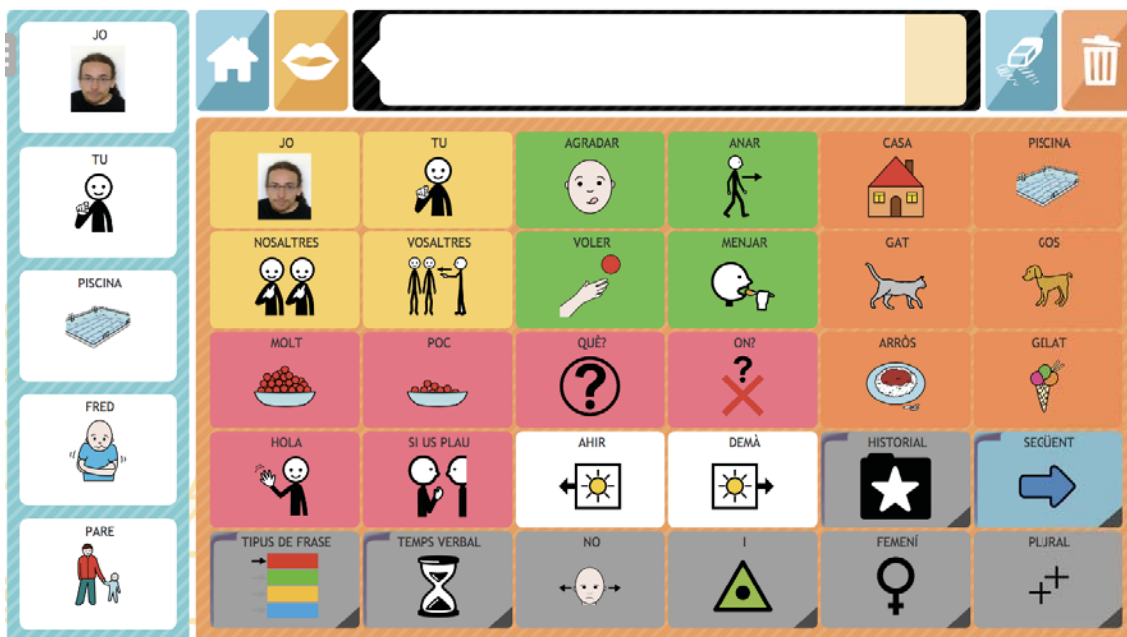 JO
TU
PISCINA
FRED
PARE
JO
TU
AGRADAR
ANAR
CASA
PISCINA
NOSALTRES
VOSALTRES
VOLER
MENJAR
GAT
GOS
MOLT
POC
QUÈ?
ON?
ARRÒS
GELAT
HOLA
SI US PLAU
AHIR
DEMÀ
HISTORIAL
SEGÜENT
TIPUS DE FRASE
TEMPS VERBAL
NO
I
FEMENÍ
PLURAL